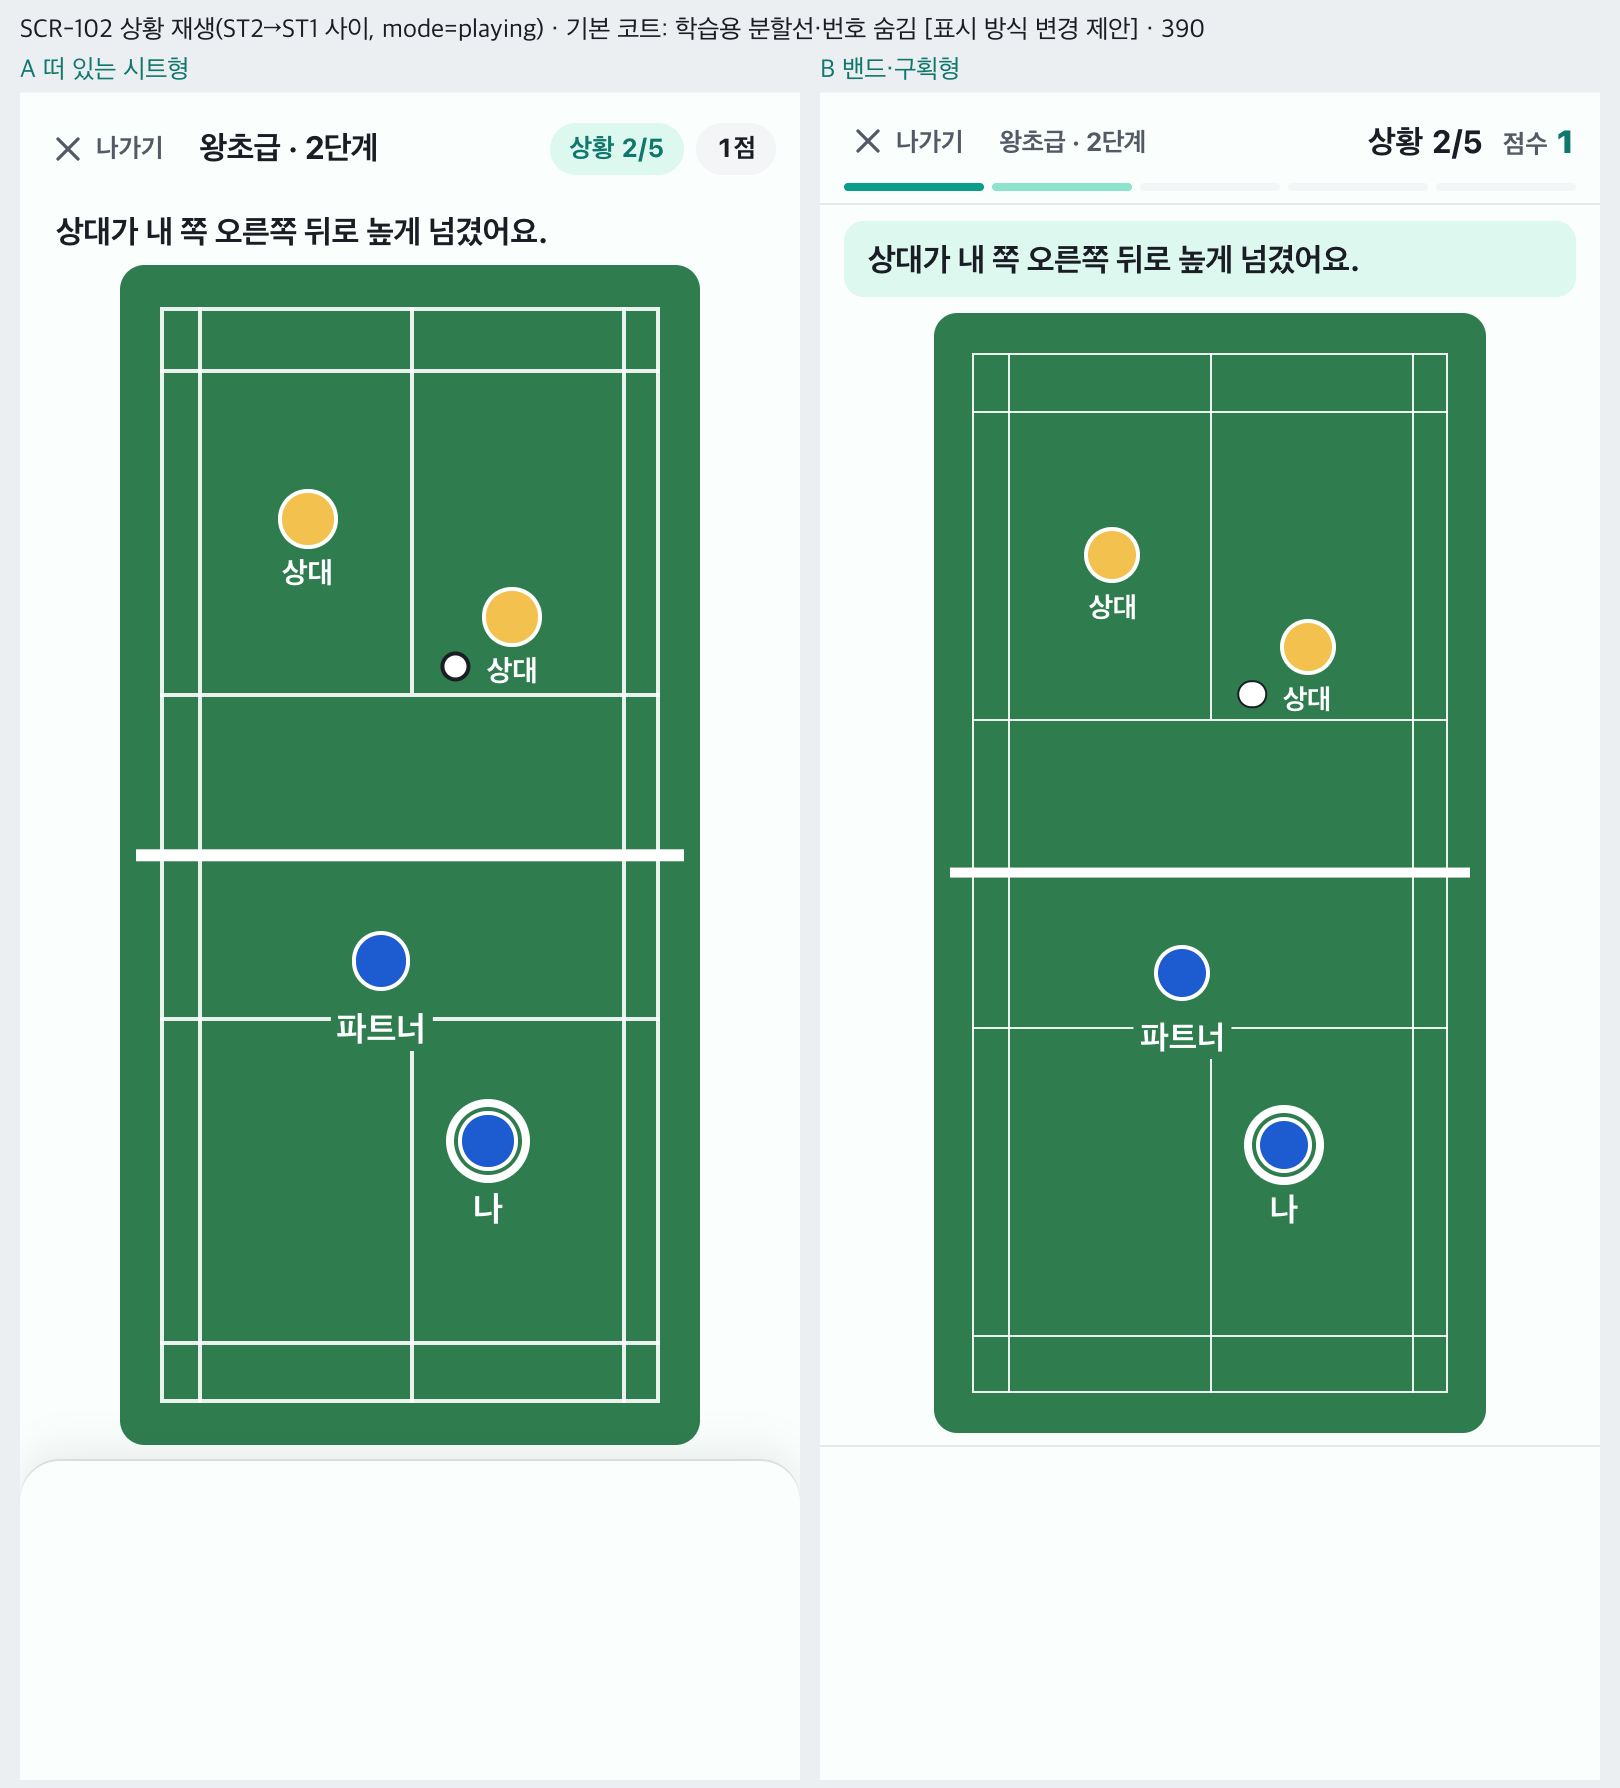 SCR-102 상황 재생(ST2→ST1 사이, mode=playing) · 기본 코트: 학습용 분할선·번호 숨김 [표시 방식 변경 제안] · 390
A 떠 있는 시트형
나가기 왕초급 · 2단계 상황 2/5 1점
상대가 내 쪽 오른쪽 뒤로 높게 넘겼어요.
상대
상대
파트너
나
B 밴드·구획형
나가기 왕초급 · 2단계 상황 2/5 점수 1
상대가 내 쪽 오른쪽 뒤로 높게 넘겼어요.
상대
상대
파트너
나